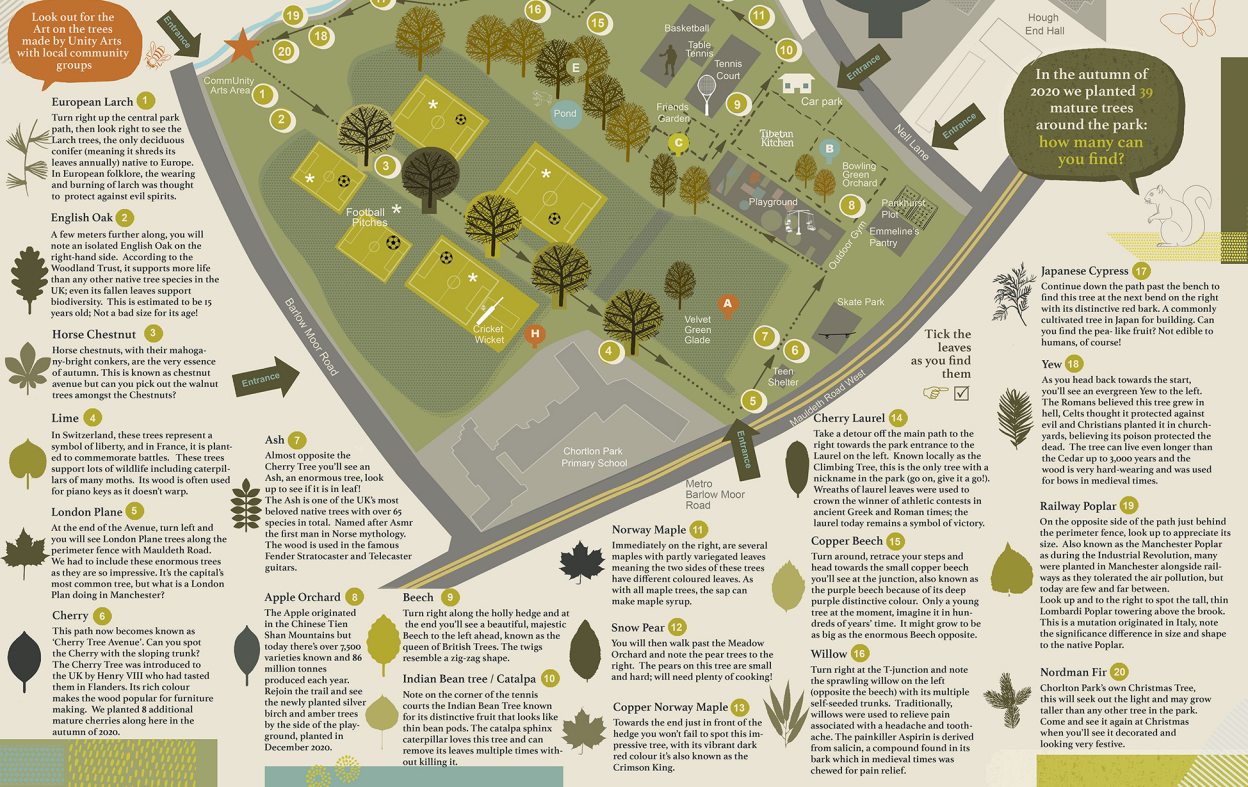 Look out for the
Art on the trees
made by Unity Arts
with local community
groups
Entrance
19
17
18
20
16
15
11
10
Hough
End Hall
Basketball
Table
Tennis
Tennis
Court
9
Car park
Entrance
Entrance
Nell Lane
In the autumn of
2020 we planted 39
mature trees
around the park:
how many can
you find?
CommUnity
Arts Area
1
2
3
E
Pond
Friends
Garden
C
Tibetan
Kitchen
B
Bowling
Green
Orchard
Playground
8
Pankhurst
Plot
Emmeline's
Pantry
Outdoor Gym
Football
Pitches
Cricket
Wicket
H
4
Velvet
Green
Glade
A
Skate Park
7
6
Teen
Shelter
5
Mauldeth Road West
Barlow Moor Road
Entrance
Entrance
Chorlton Park
Primary School
Metro
Barlow Moor
Road
Tick the
leaves
as you find
them
European Larch 1
Turn right up the central park
path, then look right to see the
Larch trees, the only deciduous
conifer (meaning it shreds its
leaves annually) native to Europe.
In European folklore, the wearing
and burning of larch was thought
to protect against evil spirits.
English Oak 2
A few meters further along, you will
note an isolated English Oak on the
right-hand side. According to the
Woodland Trust, it supports more life
than any other native tree species in the
UK; even its fallen leaves support
biodiversity. This is estimated to be 15
years old; Not a bad size for its age!
Horse Chestnut 3
Horse chestnuts, with their mahoga-
ny-bright conkers, are the very essence
of autumn. This is known as chestnut
avenue but can you pick out the walnut
trees amongst the Chestnuts?
Lime 4
In Switzerland, these trees represent a
symbol of liberty, and in France, it is plant-
ed to commemorate battles. These trees
support lots of wildlife including caterpil-
lars of many moths. Its wood is often used
for piano keys as it doesn't warp.
London Plane 5
At the end of the Avenue, turn left and
you will see London Plane trees along the
perimeter fence with Mauldeth Road.
We had to include these enormous trees
as they are so impressive. It's the capital's
most common tree, but what is a London
Plan doing in Manchester?
Cherry 6
This path now becomes known as
'Cherry Tree Avenue'. Can you spot
the Cherry with the sloping trunk?
The Cherry Tree was introduced to
the UK by Henry VIII who had tasted
them in Flanders. Its rich colour
makes the wood popular for furniture
making. We planted 8 additional
mature cherries along here in the
autumn of 2020.
Ash 7
Almost opposite the
Cherry Tree you'll see an
Ash, an enormous tree, look
up to see if it is in leaf!
The Ash is one of the UK's most
beloved native trees with over 65
species in total. Named after Asmr
the first man in Norse mythology.
The wood is used in the famous
Fender Stratocaster and Telecaster
guitars.
Apple Orchard 8
The Apple originated
in the Chinese Tien
Shan Mountains but
today there's over 7,500
varieties known and 86
million tonnes
produced each year.
Rejoin the trail and see
the newly planted silver
birch and amber trees
by the side of the play-
ground, planted in
December 2020.
Beech 9
Turn right along the holly hedge and at
the end you'll see a beautiful, majestic
Beech to the left ahead, known as the
queen of British Trees. The twigs
resemble a zig-zag shape.
Indian Bean tree / Catalpa 10
Note on the corner of the tennis
courts the Indian Bean Tree known
for its distinctive fruit that looks like
thin bean pods. The catalpa sphinx
caterpillar loves this tree and can
remove its leaves multiple times with-
out killing it.
Norway Maple 11
Immediately on the right, are several
maples with partly variegated leaves
meaning the two sides of these trees
have different coloured leaves. As
with all maple trees, the sap can
make maple syrup.
Snow Pear 12
You will then walk past the Meadow
Orchard and note the pear trees to the
right. The pears on this tree are small
and hard; will need plenty of cooking!
Copper Norway Maple 13
Towards the end just in front of the
hedge you won't fail to spot this im-
pressive tree, with its vibrant dark
red colour it's also known as the
Crimson King.
Cherry Laurel 14
Take a detour off the main path to the
right towards the park entrance to the
Laurel on the left. Known locally as the
Climbing Tree, this is the only tree with a
nickname in the park (go on, give it a go!).
Wreaths of laurel leaves were used to
crown the winner of athletic contests in
ancient Greek and Roman times; the
laurel today remains a symbol of victory.
Copper Beech 15
Turn around, retrace your steps and
head towards the small copper beech
you'll see at the junction, also known as
the purple beech because of its deep
purple distinctive colour. Only a young
tree at the moment, imagine it in hun-
dreds of years' time. It might grow to be
as big as the enormous Beech opposite.
Willow 16
Turn right at the T-junction and note
the sprawling willow on the left
(opposite the beech) with its multiple
self-seeded trunks. Traditionally,
willows were used to relieve pain
associated with a headache and tooth-
ache. The painkiller Aspirin is derived
from salicin, a compound found in its
bark which in medieval times was
chewed for pain relief.
Japanese Cypress 17
Continue down the path past the bench to
find this tree at the next bend on the right
with its distinctive red bark. A commonly
cultivated tree in Japan for building. Can
you find the pea- like fruit? Not edible to
humans, of course!
Yew 18
As you head back towards the start,
you'll see an evergreen Yew to the left.
The Romans believed this tree grew in
hell, Celts thought it protected against
evil and Christians planted it in church-
yards, believing its poison protected the
dead. The tree can live even longer than
the Cedar up to 3,000 years and the
wood is very hard-wearing and was used
for bows in medieval times.
Railway Poplar 19
On the opposite side of the path just behind
the perimeter fence, look up to appreciate its
size. Also known as the Manchester Poplar
as during the Industrial Revolution, many
were planted in Manchester alongside rail-
ways as they tolerated the air pollution, but
today are few and far between.
Look up and to the right to spot the tall, thin
Lombardi Poplar towering above the brook.
This is a mutation originated in Italy, note
the significance difference in size and shape
to the native Poplar.
Nordman Fir 20
Chorlton Park's own Christmas Tree,
this will seek out the light and may grow
taller than any other tree in the park.
Come and see it again at Christmas
when you'll see it decorated and
looking very festive.